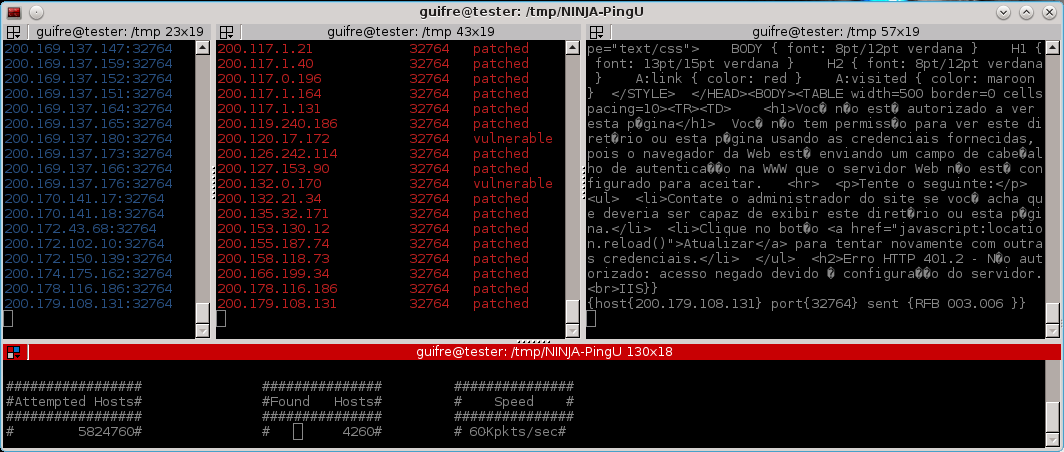 guifre@tester: /tmp/NINJA-PingU
guifre@tester: /tmp 23x19
200.169.137.147:32764
200.169.137.159:32764
200.169.137.152:32764
200.169.137.151:32764
200.169.137.164:32764
200.169.137.165:32764
200.169.137.180:32764
200.169.137.173:32764
200.169.137.166:32764
200.169.137.176:32764
200.170.141.17:32764
200.170.141.18:32764
200.172.43.68:32764
200.172.102.10:32764
200.172.150.139:32764
200.174.175.162:32764
200.178.116.186:32764
200.179.108.131:32764
guifre@tester: /tmp 43x19
200.117.1.21 32764 patched
200.117.1.40 32764 patched
200.117.0.196 32764 patched
200.117.1.164 32764 patched
200.117.1.131 32764 patched
200.119.240.186 32764 patched
200.120.17.172 32764 vulnerable
200.126.242.114 32764 patched
200.127.153.90 32764 patched
200.132.0.170 32764 vulnerable
200.132.21.34 32764 patched
200.135.32.171 32764 patched
200.153.130.12 32764 patched
200.155.187.74 32764 patched
200.158.118.73 32764 patched
200.166.199.34 32764 patched
200.178.116.186 32764 patched
200.179.108.131 32764 patched
guifre@tester: /tmp 57x19
pe="text/css"> BODY { font: 8pt/12pt verdana } H1 {
font: 13pt/15pt verdana } H2 { font: 8pt/12pt verdana
} A:link { color: red } A:visited { color: maroon
} </STYLE> </HEAD><BODY><TABLE width=500 border=0 cells
pacing=10><TR><TD> <h1>Voc� n�o est� autorizado a ver
esta p�gina</h1> Voc� n�o tem permiss�o para ver este di
ret�rio ou esta p�gina usando as credenciais fornecidas,
pois o navegador da Web est� enviando um campo de cabe�al
ho de autentica��o na WWW que o servidor Web n�o est� con
figurado para aceitar. <hr> <p>Tente o seguinte:</p>
<ul> <li>Contate o administrador do site se voc� acha qu
e deveria ser capaz de exibir este diret�rio ou esta p�gi
na.</li> <li>Clique no bot�o <a href="javascript:locatio
n.reload()">Atualizar</a> para tentar novamente com outra
s credenciais.</li> </ul> <h2>Erro HTTP 401.2 - N�o aut
orizado: acesso negado devido � configura��o do servidor.
<br>IIS}}
{host{200.179.108.131} port{32764} sent {RFB 003.006 }}
guifre@tester: /tmp/NINJA-PingU 130x18
################# ############### ###############
#Attempted Hosts# #Found Hosts# # Speed #
################# ############### ###############
# 5824760# # 4260# # 60Kpkts/sec#